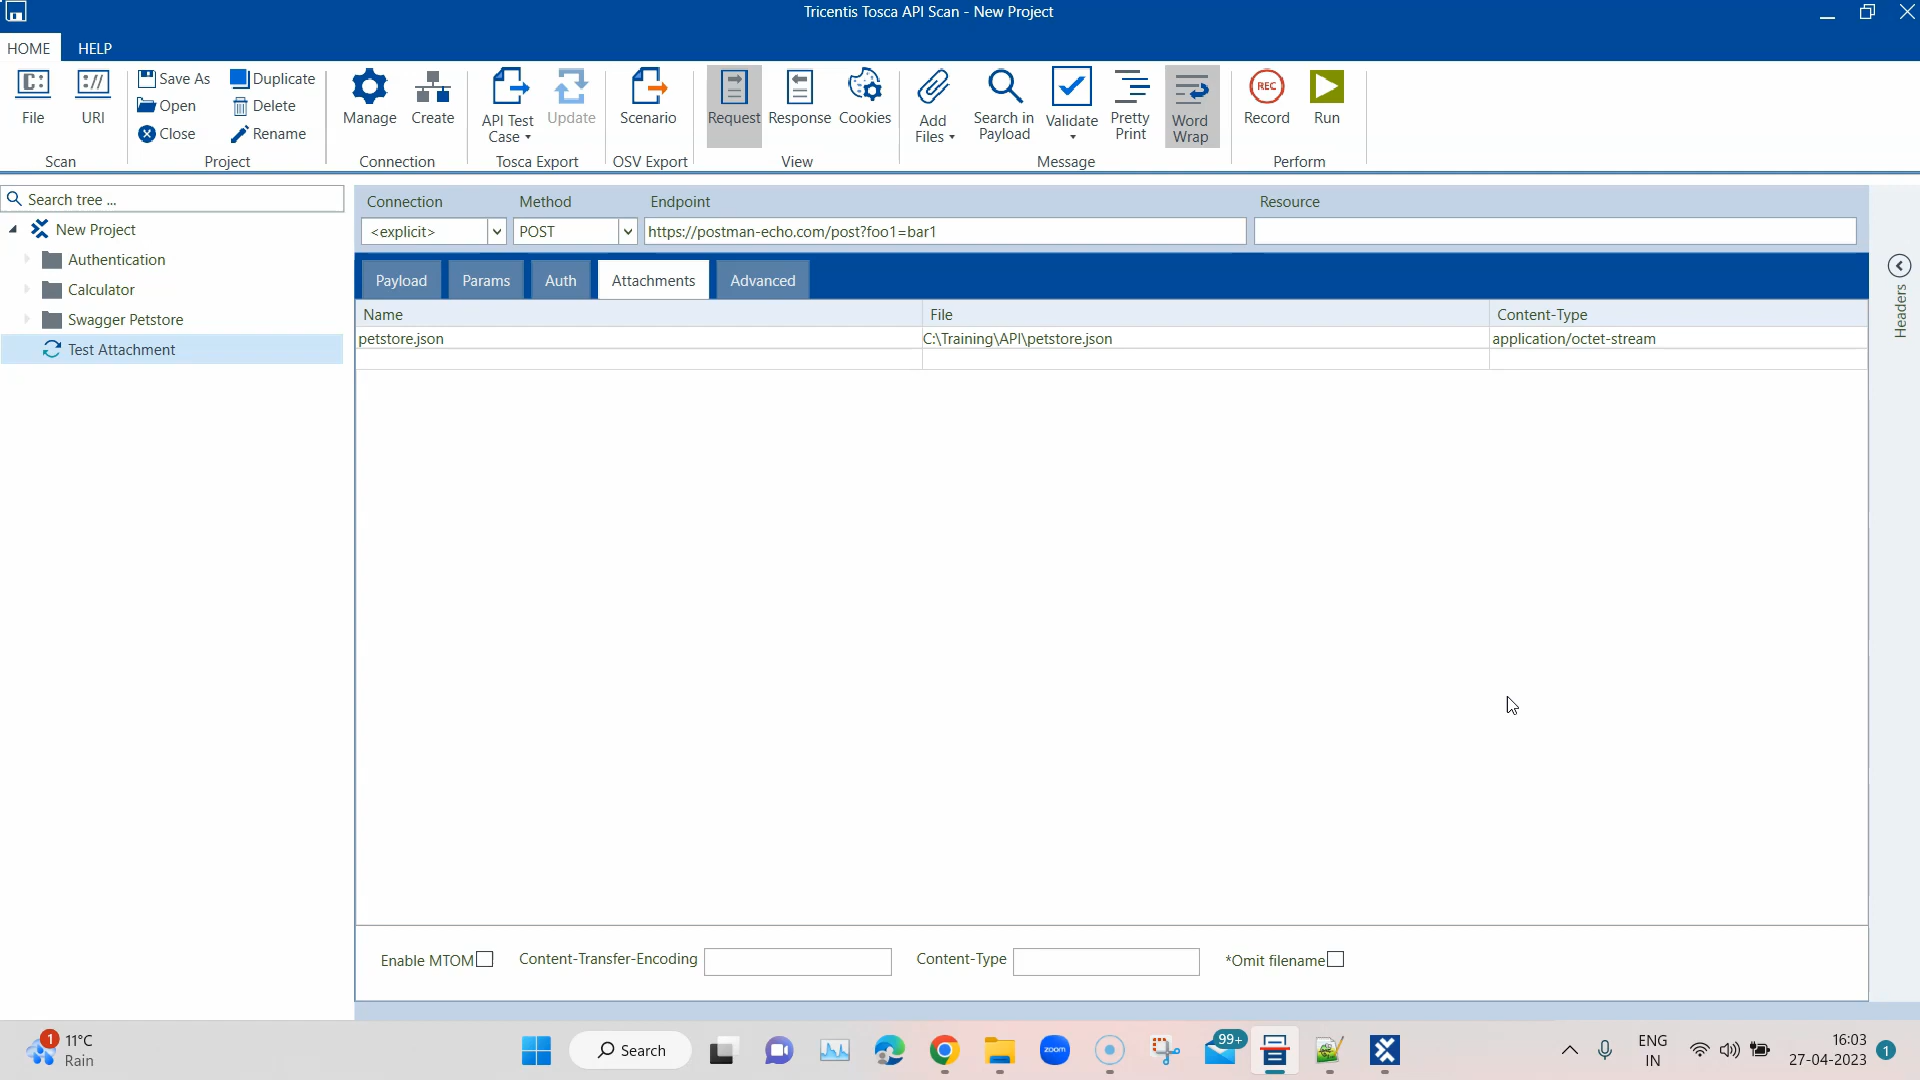 Tricentis Tosca API Scan - New Project
HOME HELP
File URI Save As Open Close Duplicate Delete Rename
Scan Project
Manage Create
Connection
API Test Case Update
Tosca Export
Scenario
OSV Export
Request Response Cookies
View
Add Files Search in Payload Validate Pretty Print Word Wrap
Message
REC
Record Run
Perform
Search tree ...
New Project
Authentication
Calculator
Swagger Petstore
Test Attachment
Connection Method Endpoint Resource
<explicit> POST https://postman-echo.com/post?foo1=bar1
Payload Params Auth Attachments Advanced
Name File Content-Type
petstore.json C:\Training\API\petstore.json application/octet-stream
Headers
Enable MTOM Content-Transfer-Encoding Content-Type *Omit filename
1 11°C
Rain
Search
zoom
99+
ENG
IN
16:03
27-04-2023
1